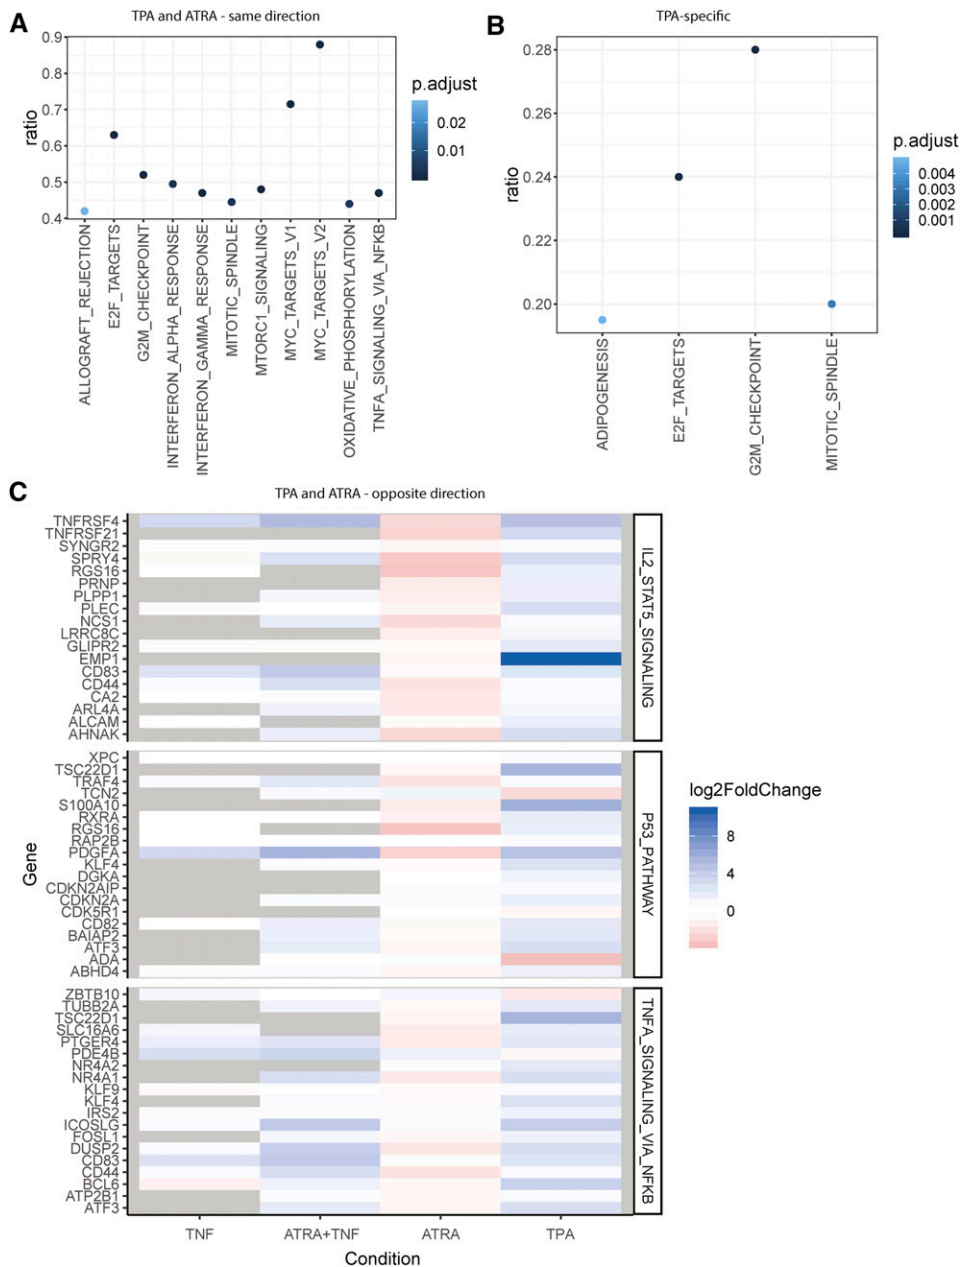 A
TPA and ATRA - same direction
0.9
0.8
0.7
0.6
0.5
0.4
ratio
ALLOGRAFT_REJECTION
E2F_TARGETS
G2M_CHECKPOINT
INTERFERON_ALPHA_RESPONSE
INTERFERON_GAMMA_RESPONSE
MITOTIC_SPINDLE
MTORC1_SIGNALING
MYC_TARGETS_V1
MYC_TARGETS_V2
OXIDATIVE_PHOSPHORYLATION
TNFA_SIGNALING_VIA_NFKB
p.adjust
0.02
0.01
B
TPA-specific
0.28
0.26
0.24
0.22
0.20
ratio
ADIPOGENESIS
E2F_TARGETS
G2M_CHECKPOINT
MITOTIC_SPINDLE
p.adjust
0.004
0.003
0.002
0.001
C
TPA and ATRA - opposite direction
TNFRSF4
TNFRSF21
SYNGR2
SPRY4
RGS16
PRNP
PLPP1
PLEC
NCS1
LRRC8C
GLIPR2
EMP1
CD83
CD44
CA2
ARL4A
ALCAM
AHNAK
IL2_STAT5_SIGNALING
XPC
TSC22D1
TRAF4
TCN2
S100A10
RXRA
RGS16
RAP2B
PDGFA
KLF4
DGKA
CDKN2AIP
CDKN2A
CDK5R1
CD82
BAIAP2
ATF3
ADA
ABHD4
P53_PATHWAY
ZBTB10
TUBB2A
TSC22D1
SLC16A6
PTGER4
PDE4B
NR4A2
NR4A1
KLF9
KLF4
IRS2
ICOSLG
FOSL1
DUSP2
CD83
CD44
BCL6
ATP2B1
ATF3
TNFA_SIGNALING_VIA_NFKB
Gene
TNF
ATRA+TNF
ATRA
TPA
Condition
log2FoldChange
8
4
0